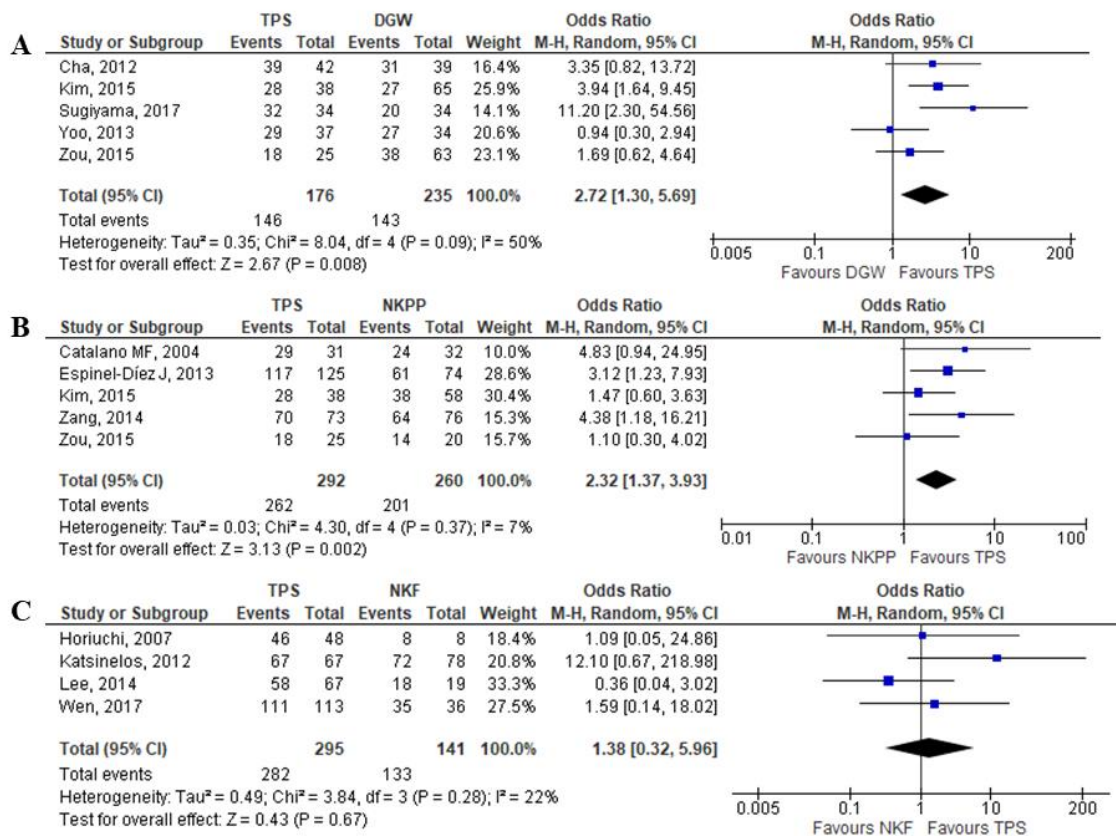 A
TPS DGW Odds Ratio Odds Ratio
Study or Subgroup Events Total Events Total Weight M-H, Random, 95% CI M-H, Random, 95% CI
Cha, 2012 39 42 31 39 16.4% 3.35 [0.82, 13.72]
Kim, 2015 28 38 27 65 25.9% 3.94 [1.64, 9.45]
Sugiyama, 2017 32 34 20 34 14.1% 11.20 [2.30, 54.56]
Yoo, 2013 29 37 27 34 20.6% 0.94 [0.30, 2.94]
Zou, 2015 18 25 38 63 23.1% 1.69 [0.62, 4.64]
Total (95% CI) 176 235 100.0% 2.72 [1.30, 5.69]
Total events 146 143
Heterogeneity: Tau² = 0.35; Chi² = 8.04, df = 4 (P = 0.09); I² = 50%
Test for overall effect: Z = 2.67 (P = 0.008)
0.005 0.1 1 10 200
Favours DGW Favours TPS
B
TPS NKPP Odds Ratio Odds Ratio
Study or Subgroup Events Total Events Total Weight M-H, Random, 95% CI M-H, Random, 95% CI
Catalano MF, 2004 29 31 24 32 10.0% 4.83 [0.94, 24.95]
Espinel-Díez J, 2013 117 125 61 74 28.6% 3.12 [1.23, 7.93]
Kim, 2015 28 38 38 58 30.4% 1.47 [0.60, 3.63]
Zang, 2014 70 73 64 76 15.3% 4.38 [1.18, 16.21]
Zou, 2015 18 25 14 20 15.7% 1.10 [0.30, 4.02]
Total (95% CI) 292 260 100.0% 2.32 [1.37, 3.93]
Total events 262 201
Heterogeneity: Tau² = 0.03; Chi² = 4.30, df = 4 (P = 0.37); I² = 7%
Test for overall effect: Z = 3.13 (P = 0.002)
0.01 0.1 1 10 100
Favours NKPP Favours TPS
C
TPS NKF Odds Ratio Odds Ratio
Study or Subgroup Events Total Events Total Weight M-H, Random, 95% CI M-H, Random, 95% CI
Horiuchi, 2007 46 48 8 8 18.4% 1.09 [0.05, 24.86]
Katsinelos, 2012 67 67 72 78 20.8% 12.10 [0.67, 218.98]
Lee, 2014 58 67 18 19 33.3% 0.36 [0.04, 3.02]
Wen, 2017 111 113 35 36 27.5% 1.59 [0.14, 18.02]
Total (95% CI) 295 141 100.0% 1.38 [0.32, 5.96]
Total events 282 133
Heterogeneity: Tau² = 0.49; Chi² = 3.84, df = 3 (P = 0.28); I² = 22%
Test for overall effect: Z = 0.43 (P = 0.67)
0.005 0.1 1 10 200
Favours NKF Favours TPS